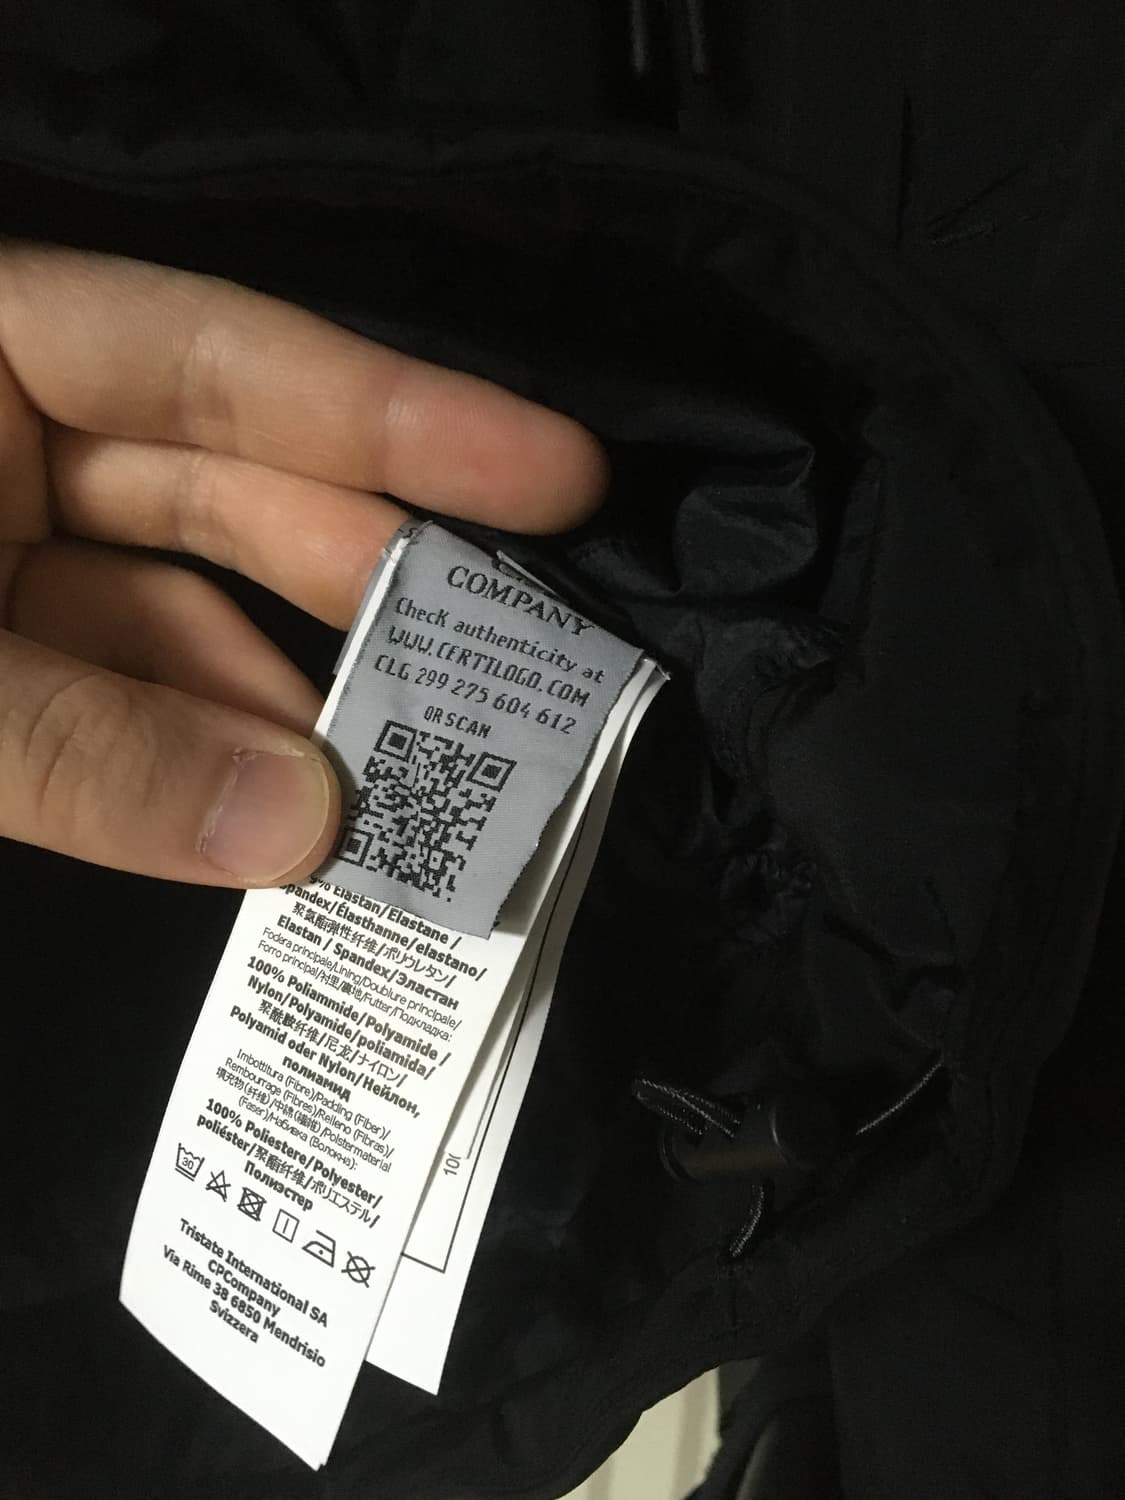 COMPANY
Check authenticity at
WWW.CERTILOGO.COM
CLG 299 275 604 612
OR SCAN
9% Elastan/Elastane /
Spandex/Élasthanne/elastano/
聚氨酯弹性纤维/ポリウレタン/
Elastan / Spandex/Эластан
Fodera principale/Lining/Doublure principale/
Forro principal/衬里/裏地/Futter/Подкладка:
100% Poliammide/Polyamide /
Nylon/Polyamide/poliamida/
聚酰胺纤维/尼龙/ナイロン/
Polyamid oder Nylon/Нейлон,
полиамид
Imbottitura (Fibre)/Padding (Fiber)/
Rembourrage (Fibres)/Relleno (Fibras)/
填充物(纤维)/中綿(繊維)/Polstermaterial
(Faser)/Набивка (Волокна):
100% Poliestere/Polyester/
poliéster/聚酯纤维/ポリエステル/
Полиэстер
30
Tristate International SA
CPCompany
Via Rime 38 6850 Mendrisio
Svizzera